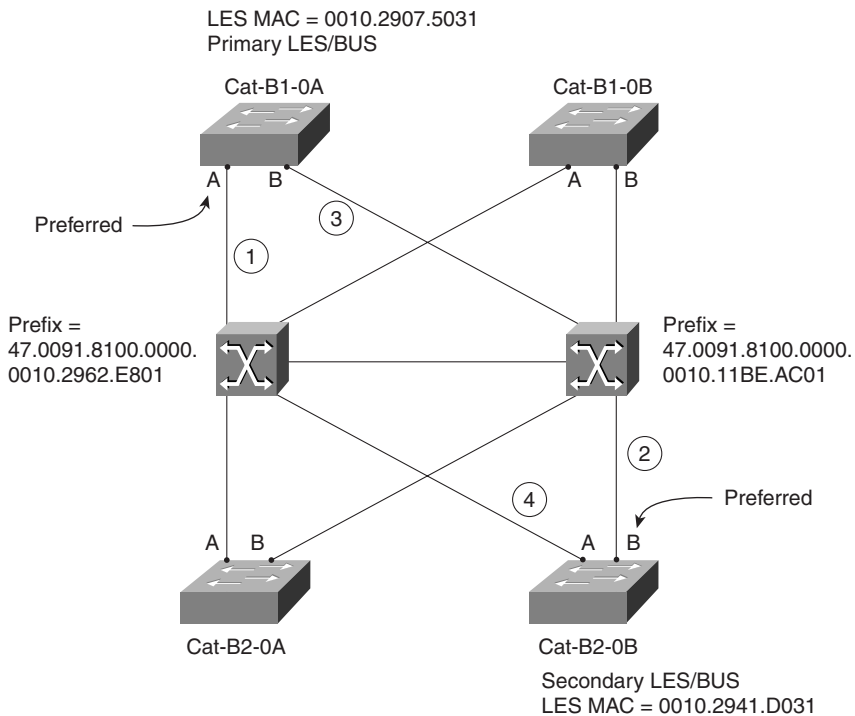 LES MAC = 0010.2907.5031
Primary LES/BUS
Cat-B1-0A
Cat-B1-0B
A
B
A
B
Preferred
3
1
Prefix =
47.0091.8100.0000.
0010.2962.E801
Prefix =
47.0091.8100.0000.
0010.11BE.AC01
2
4
Preferred
A
B
A
B
Cat-B2-0A
Cat-B2-0B
Secondary LES/BUS
LES MAC = 0010.2941.D031